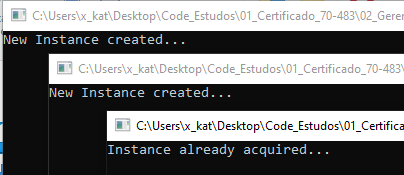 C:\Users\x_kat\Desktop\Code_Estudos\01_Certificado_70-483\02_Gerer
New Instance created...
C:\Users\x_kat\Desktop\Code_Estudos\01_Certificado_70-483\
New Instance created...
C:\Users\x_kat\Desktop\Code_Estudos\01_Certifica
Instance already acquired...